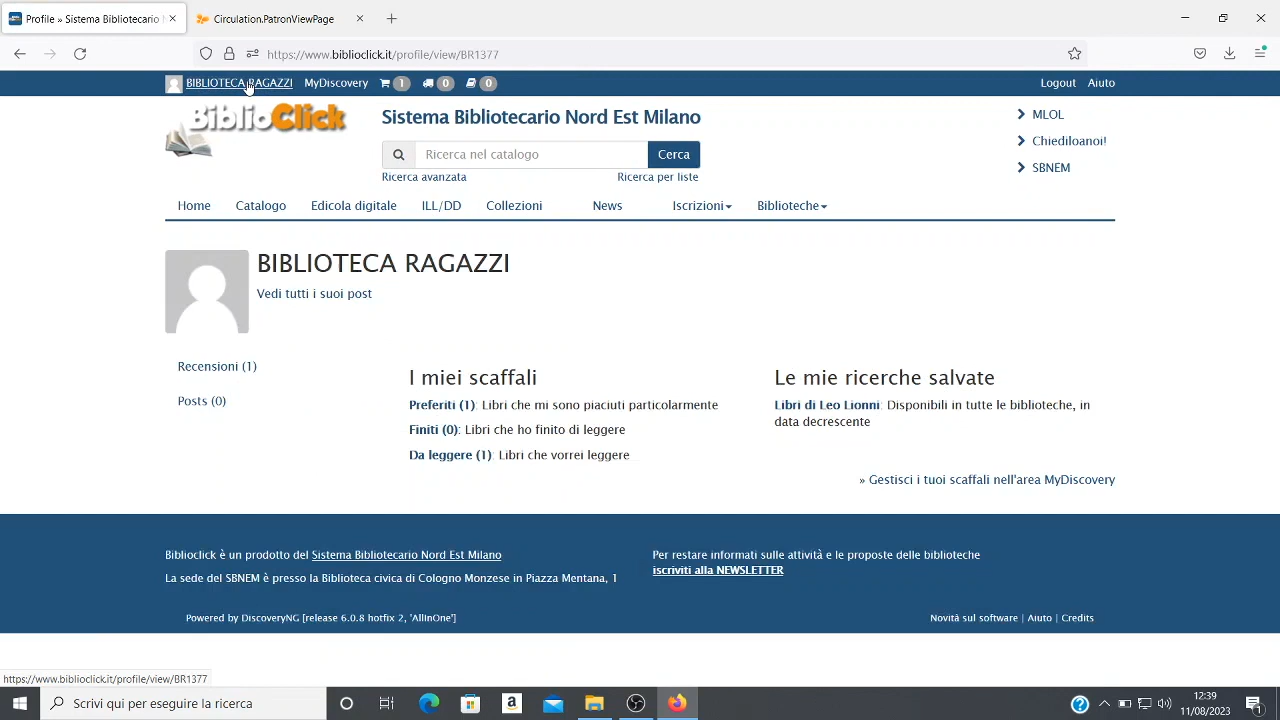 Profile » Sistema Bibliotecario N
Circulation.PatronViewPage
https://www.biblioclick.it/profile/view/BR1377
BIBLIOTECA RAGAZZI MyDiscovery 1 0 0 Logout Aiuto
BiblioClick
Sistema Bibliotecario Nord Est Milano
Ricerca nel catalogo Cerca
Ricerca avanzata Ricerca per liste
MLOL
Chiediloanoi!
SBNEM
Home Catalogo Edicola digitale ILL/DD Collezioni News Iscrizioni Biblioteche
BIBLIOTECA RAGAZZI
Vedi tutti i suoi post
Recensioni (1)
Posts (0)
I miei scaffali
Preferiti (1): Libri che mi sono piaciuti particolarmente
Finiti (0): Libri che ho finito di leggere
Da leggere (1): Libri che vorrei leggere
Le mie ricerche salvate
Libri di Leo Lionni: Disponibili in tutte le biblioteche, in
data decrescente
» Gestisci i tuoi scaffali nell'area MyDiscovery
Biblioclick è un prodotto del Sistema Bibliotecario Nord Est Milano
La sede del SBNEM è presso la Biblioteca civica di Cologno Monzese in Piazza Mentana, 1
Per restare informati sulle attività e le proposte delle biblioteche
iscriviti alla NEWSLETTER
Powered by DiscoveryNG [release 6.0.8 hotfix 2, 'AllInOne']
Novità sul software | Aiuto | Credits
https://www.biblioclick.it/profile/view/BR1377
Scrivi qui per eseguire la ricerca
12:39
11/08/2023
1